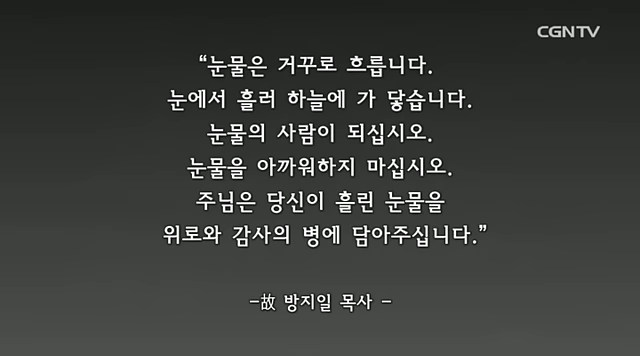 CGNTV
“눈물은 거꾸로 흐릅니다.
눈에서 흘러 하늘에 가 닿습니다.
눈물의 사람이 되십시오.
눈물을 아까워하지 마십시오.
주님은 당신이 흘린 눈물을
위로와 감사의 병에 담아주십니다.”
-故 방지일 목사 -